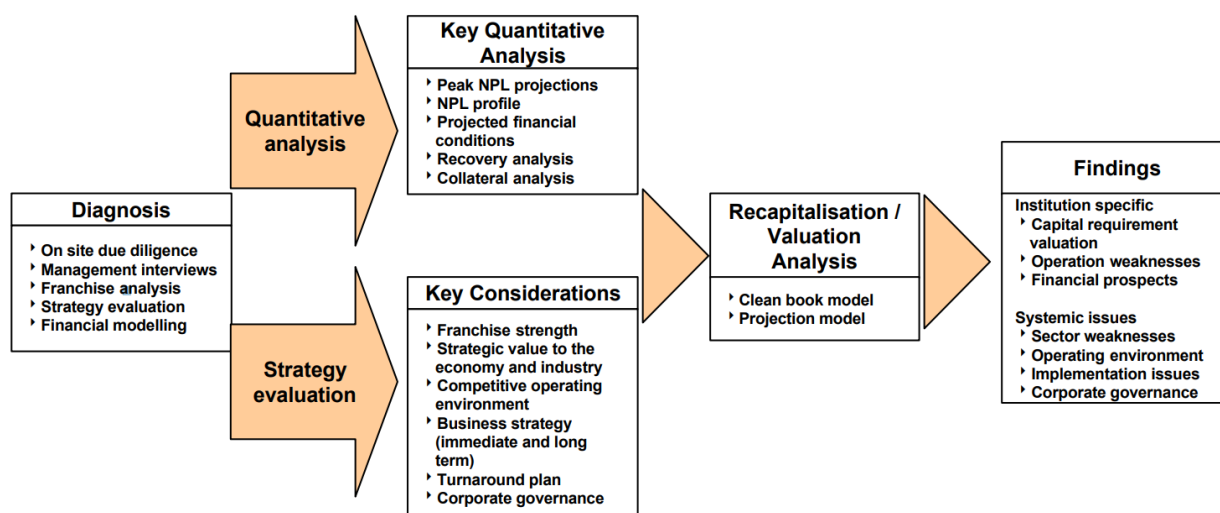 Diagnosis
On site due diligence
Management interviews
Franchise analysis
Strategy evaluation
Financial modelling
Quantitative
analysis
Strategy
evaluation
Key Quantitative
Analysis
Peak NPL projections
NPL profile
Projected financial
conditions
Recovery analysis
Collateral analysis
Key Considerations
Franchise strength
Strategic value to the
economy and industry
Competitive operating
environment
Business strategy
(immediate and long
term)
Turnaround plan
Corporate governance
Recapitalisation /
Valuation
Analysis
Clean book model
Projection model
Findings
Institution specific
Capital requirement
valuation
Operation weaknesses
Financial prospects
Systemic issues
Sector weaknesses
Operating environment
Implementation issues
Corporate governance